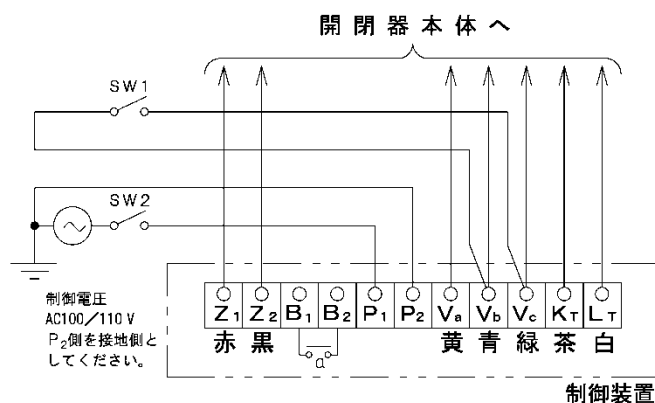 開閉器本体へ
SW1
SW2
制御電圧
AC100/110V
P₂側を接地側と
してください。
Z₁ Z₂ B₁ B₂ P₁ P₂ Va Vb Vc KT LT
赤 黒 黄 青 緑 茶 白
a
制御装置